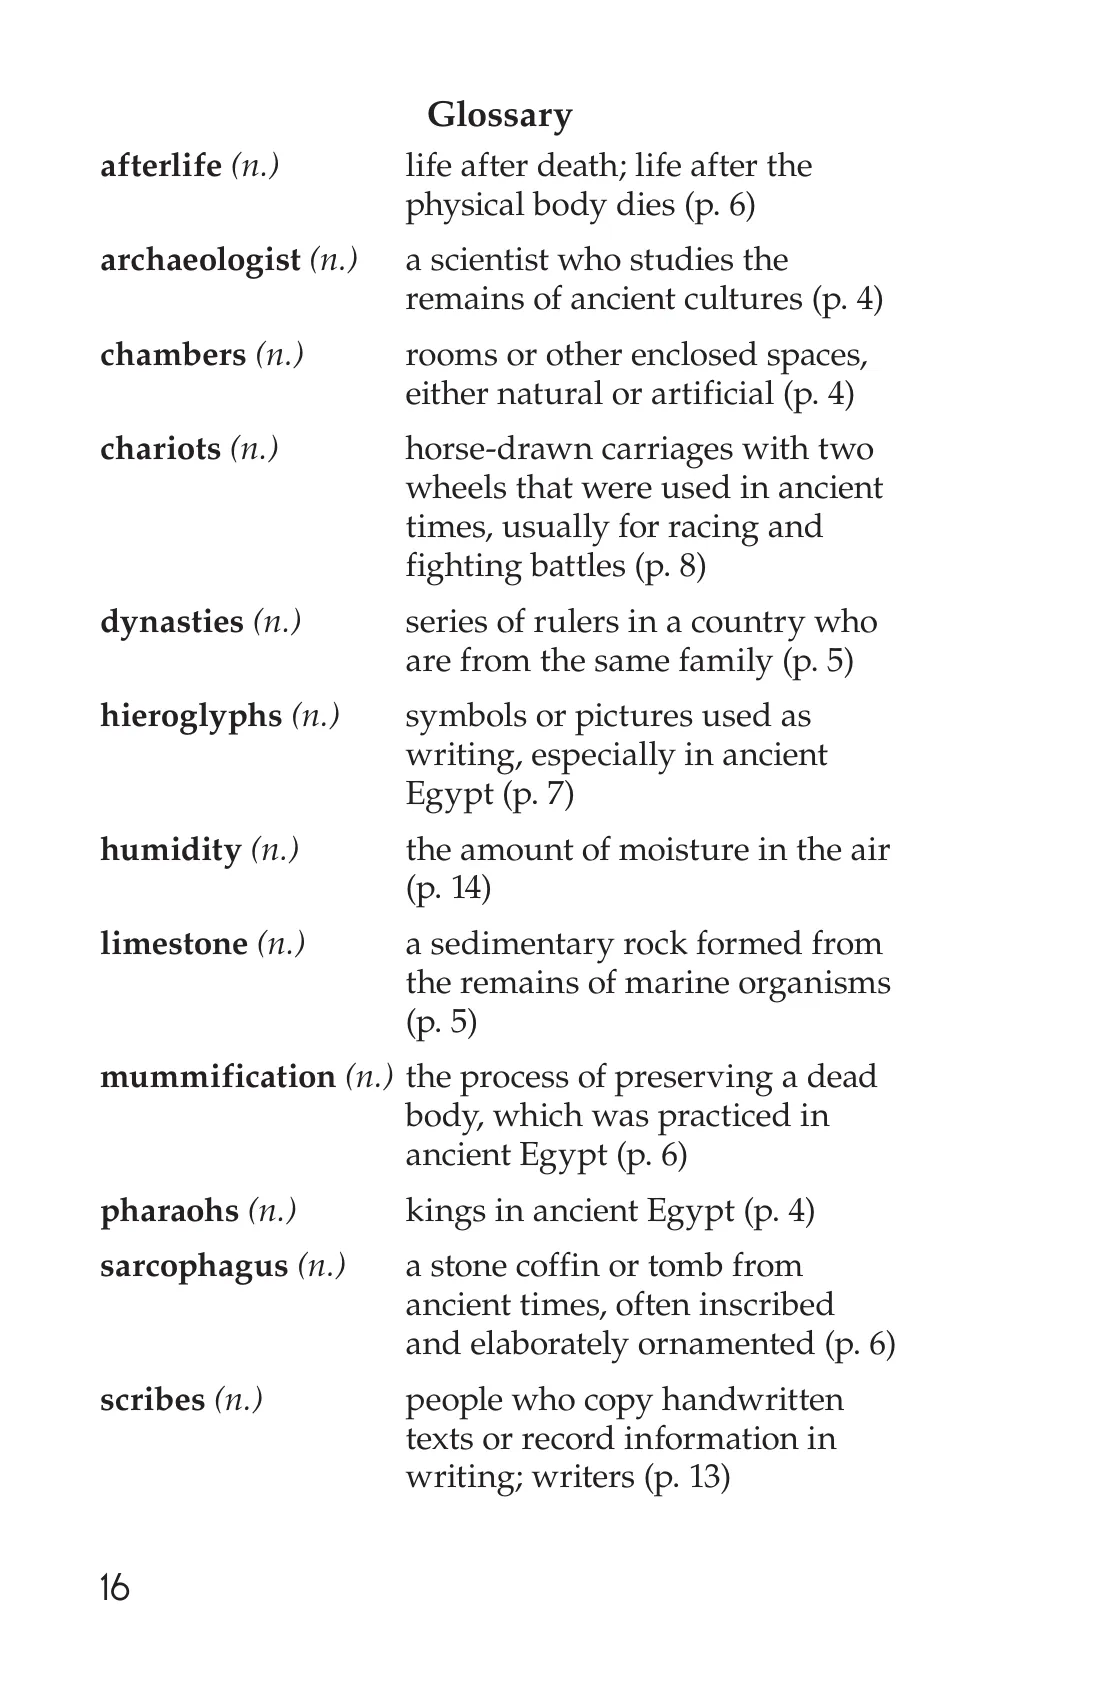 Glossary
afterlife (n.) life after death; life after the
physical body dies (p. 6)
archaeologist (n.) a scientist who studies the
remains of ancient cultures (p. 4)
chambers (n.) rooms or other enclosed spaces,
either natural or artificial (p. 4)
chariots (n.) horse-drawn carriages with two
wheels that were used in ancient
times, usually for racing and
fighting battles (p. 8)
dynasties (n.) series of rulers in a country who
are from the same family (p. 5)
hieroglyphs (n.) symbols or pictures used as
writing, especially in ancient
Egypt (p. 7)
humidity (n.) the amount of moisture in the air
(p. 14)
limestone (n.) a sedimentary rock formed from
the remains of marine organisms
(p. 5)
mummification (n.) the process of preserving a dead
body, which was practiced in
ancient Egypt (p. 6)
pharaohs (n.) kings in ancient Egypt (p. 4)
sarcophagus (n.) a stone coffin or tomb from
ancient times, often inscribed
and elaborately ornamented (p. 6)
scribes (n.) people who copy handwritten
texts or record information in
writing; writers (p. 13)
16